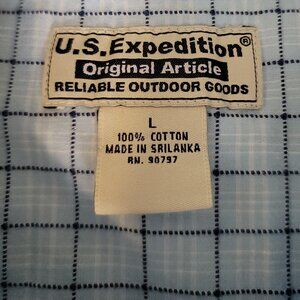 U.S.Expedition®
Original Article
RELIABLE OUTDOOR GOODS
L
100% COTTON
MADE IN SRILANKA
RN. 90797